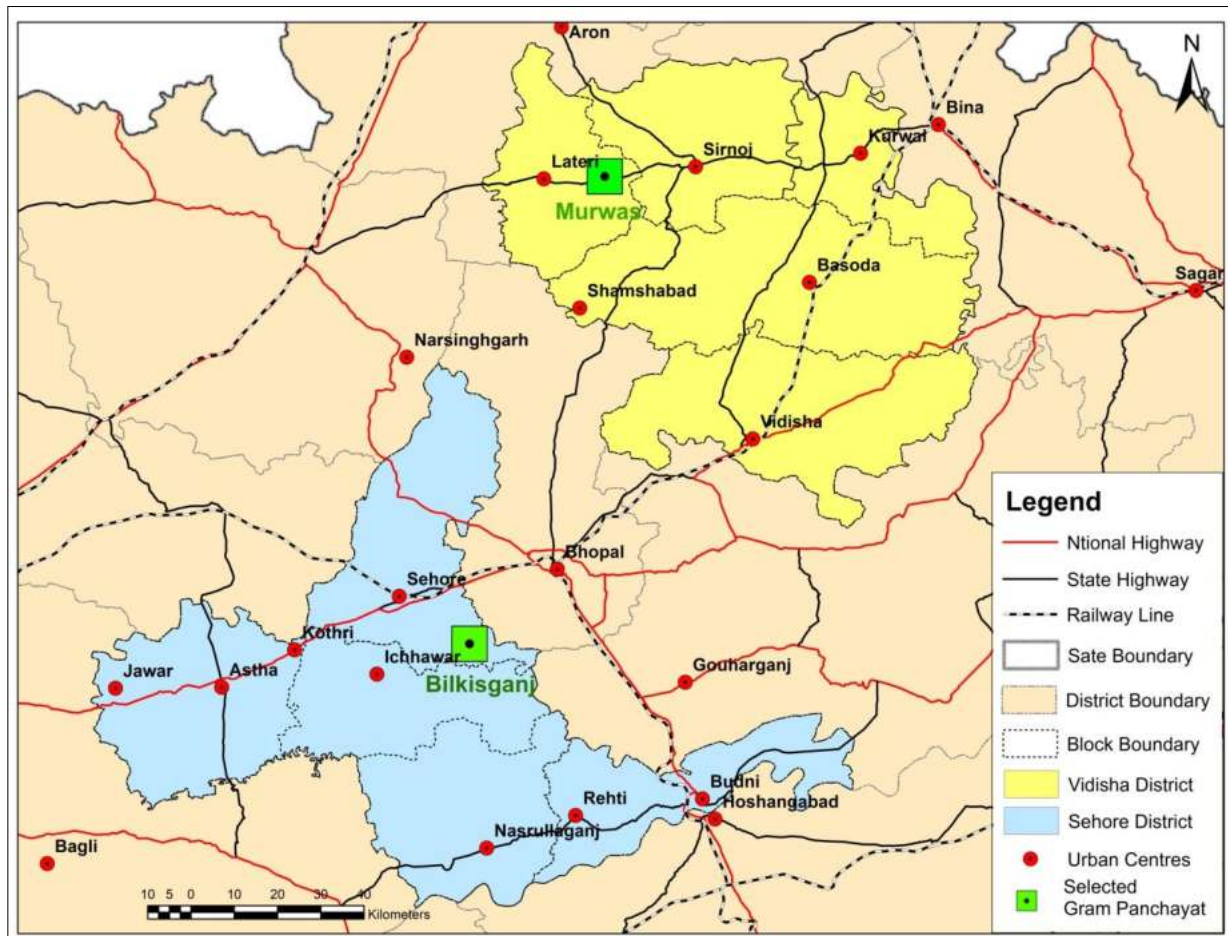 Aron
N
Bina
Kurwai
Sirnoj
Lateri
Murwas
Basoda
Sagar
Shamshabad
Narsinghgarh
Vidisha
Bhopal
Sehore
Kothri
Ichhawar
Jawar
Astha
Bilkisganj
Gouharganj
Budni
Hoshangabad
Rehti
Nasrullaganj
Bagli
10 5 0 10 20 30 40
Kilometers
Legend
Ntional Highway
State Highway
Railway Line
Sate Boundary
District Boundary
Block Boundary
Vidisha District
Sehore District
Urban Centres
Selected
Gram Panchayat